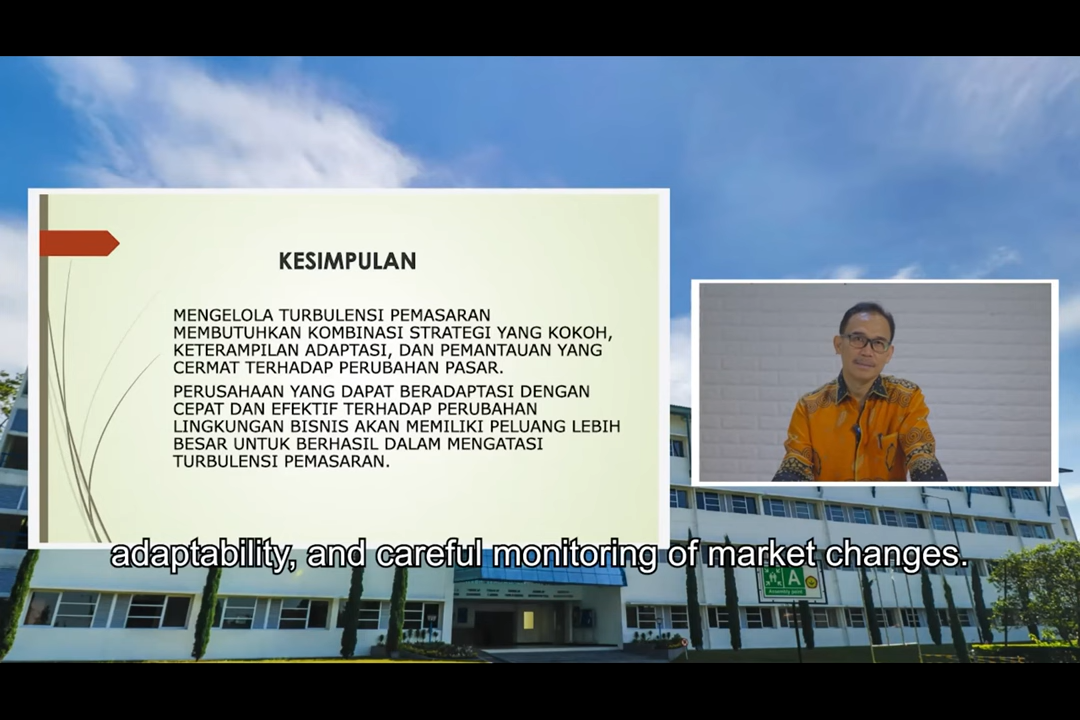 KESIMPULAN
MENGELOLA TURBULENSI PEMASARAN
MEMBUTUHKAN KOMBINASI STRATEGI YANG KOKOH,
KETERAMPILAN ADAPTASI, DAN PEMANTAUAN YANG
CERMAT TERHADAP PERUBAHAN PASAR.
PERUSAHAAN YANG DAPAT BERADAPTASI DENGAN
CEPAT DAN EFEKTIF TERHADAP PERUBAHAN
LINGKUNGAN BISNIS AKAN MEMILIKI PELUANG LEBIH
BESAR UNTUK BERHASIL DALAM MENGATASI
TURBULENSI PEMASARAN.
adaptability, and careful monitoring of market changes.
A
Assembly point